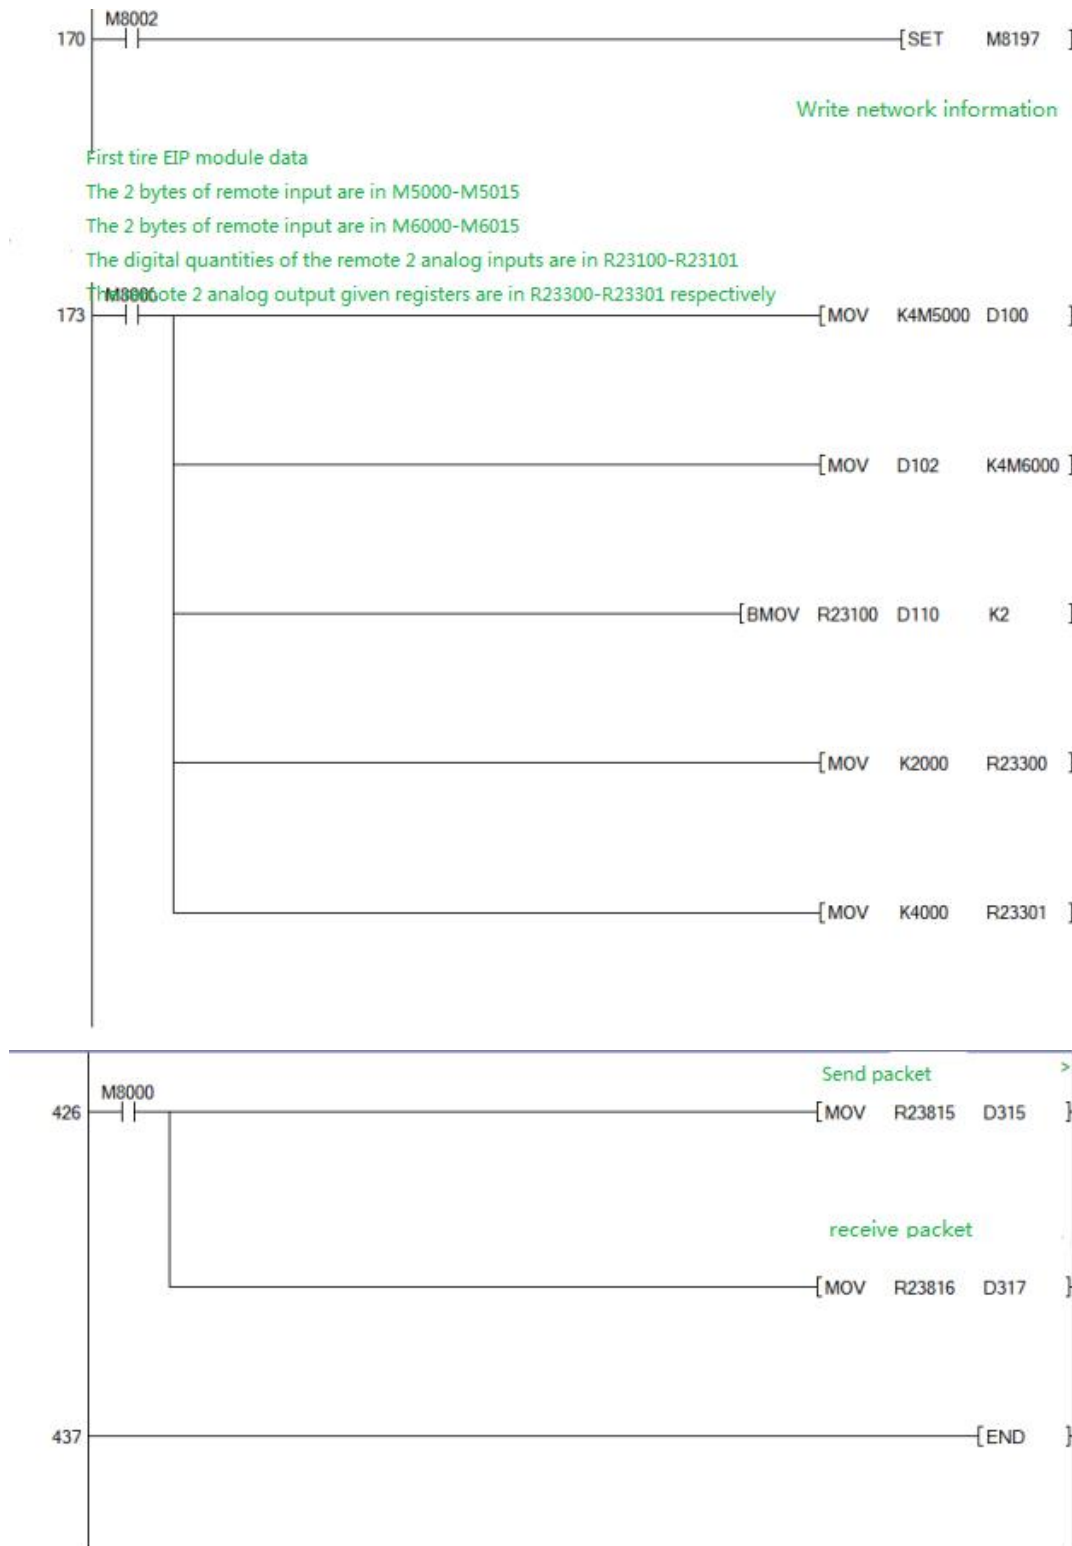 M8002
170 [SET M8197 ]
Write network information
First tire EIP module data
The 2 bytes of remote input are in M5000-M5015
The 2 bytes of remote input are in M6000-M6015
The digital quantities of the remote 2 analog inputs are in R23100-R23101
ote 2 analog output given registers are in R23300-R23301 respectively
173 [MOV K4M5000 D100 ]
[MOV D102 K4M6000 ]
[BMOV R23100 D110 K2 ]
[MOV K2000 R23300 ]
[MOV K4000 R23301 ]
Send packet >
M8000
426 [MOV R23815 D315 ]
receive packet
[MOV R23816 D317 ]
437 [END ]